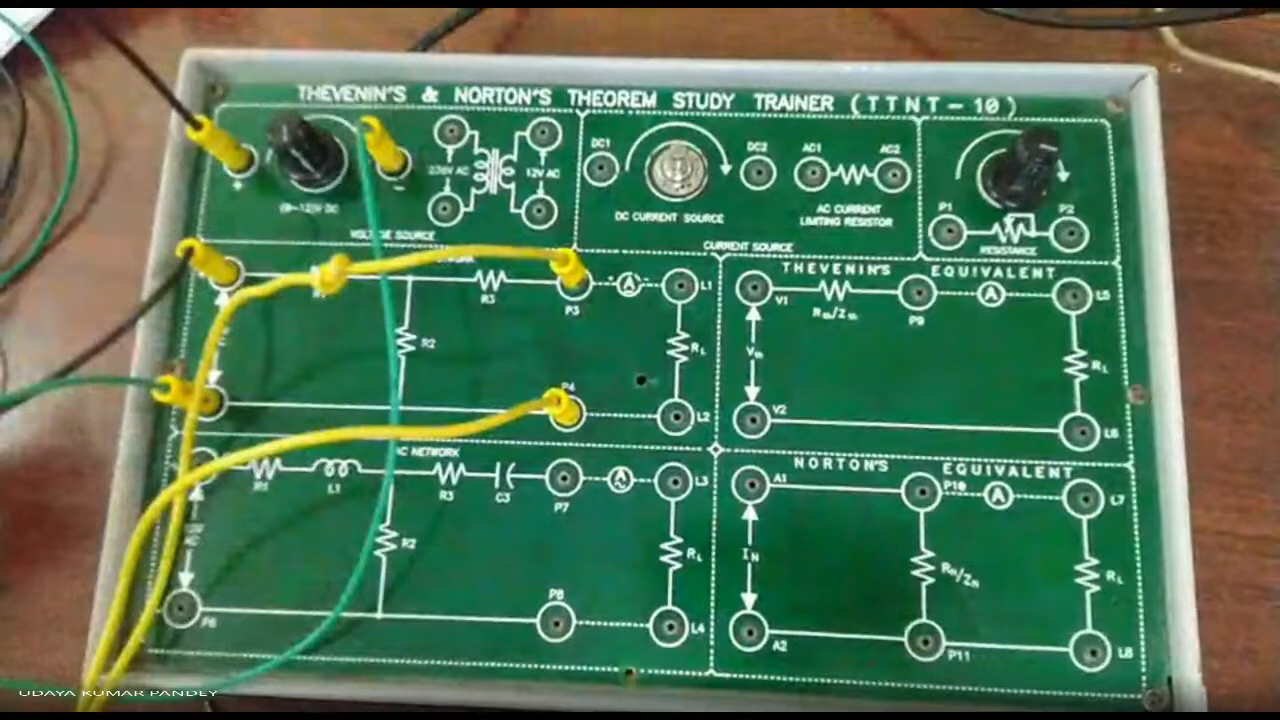 THEVENIN'S & NORTON'S THEOREM STUDY TRAINER (TTNT-10)
DC1
DC2
AC1
AC2
230V AC
12V AC
+
-
DC CURRENT SOURCE
AC CURRENT
LIMITING RESISTOR
P1
P2
RESISTANCE
VOLTAGE SOURCE
CURRENT SOURCE
R3
P3
A
L1
R2
RL
P4
L2
THEVENIN'S EQUIVALENT
V1
Rth/Zth
P9
A
L5
Vth
RL
V2
L6
AC NETWORK
R1
L1
R3
C3
P7
A
L3
R2
RL
P6
P8
L4
NORTON'S EQUIVALENT
A1
P10
A
L7
IN
RN/ZN
RL
A2
P11
L8
UDAYA KUMAR PANDEY